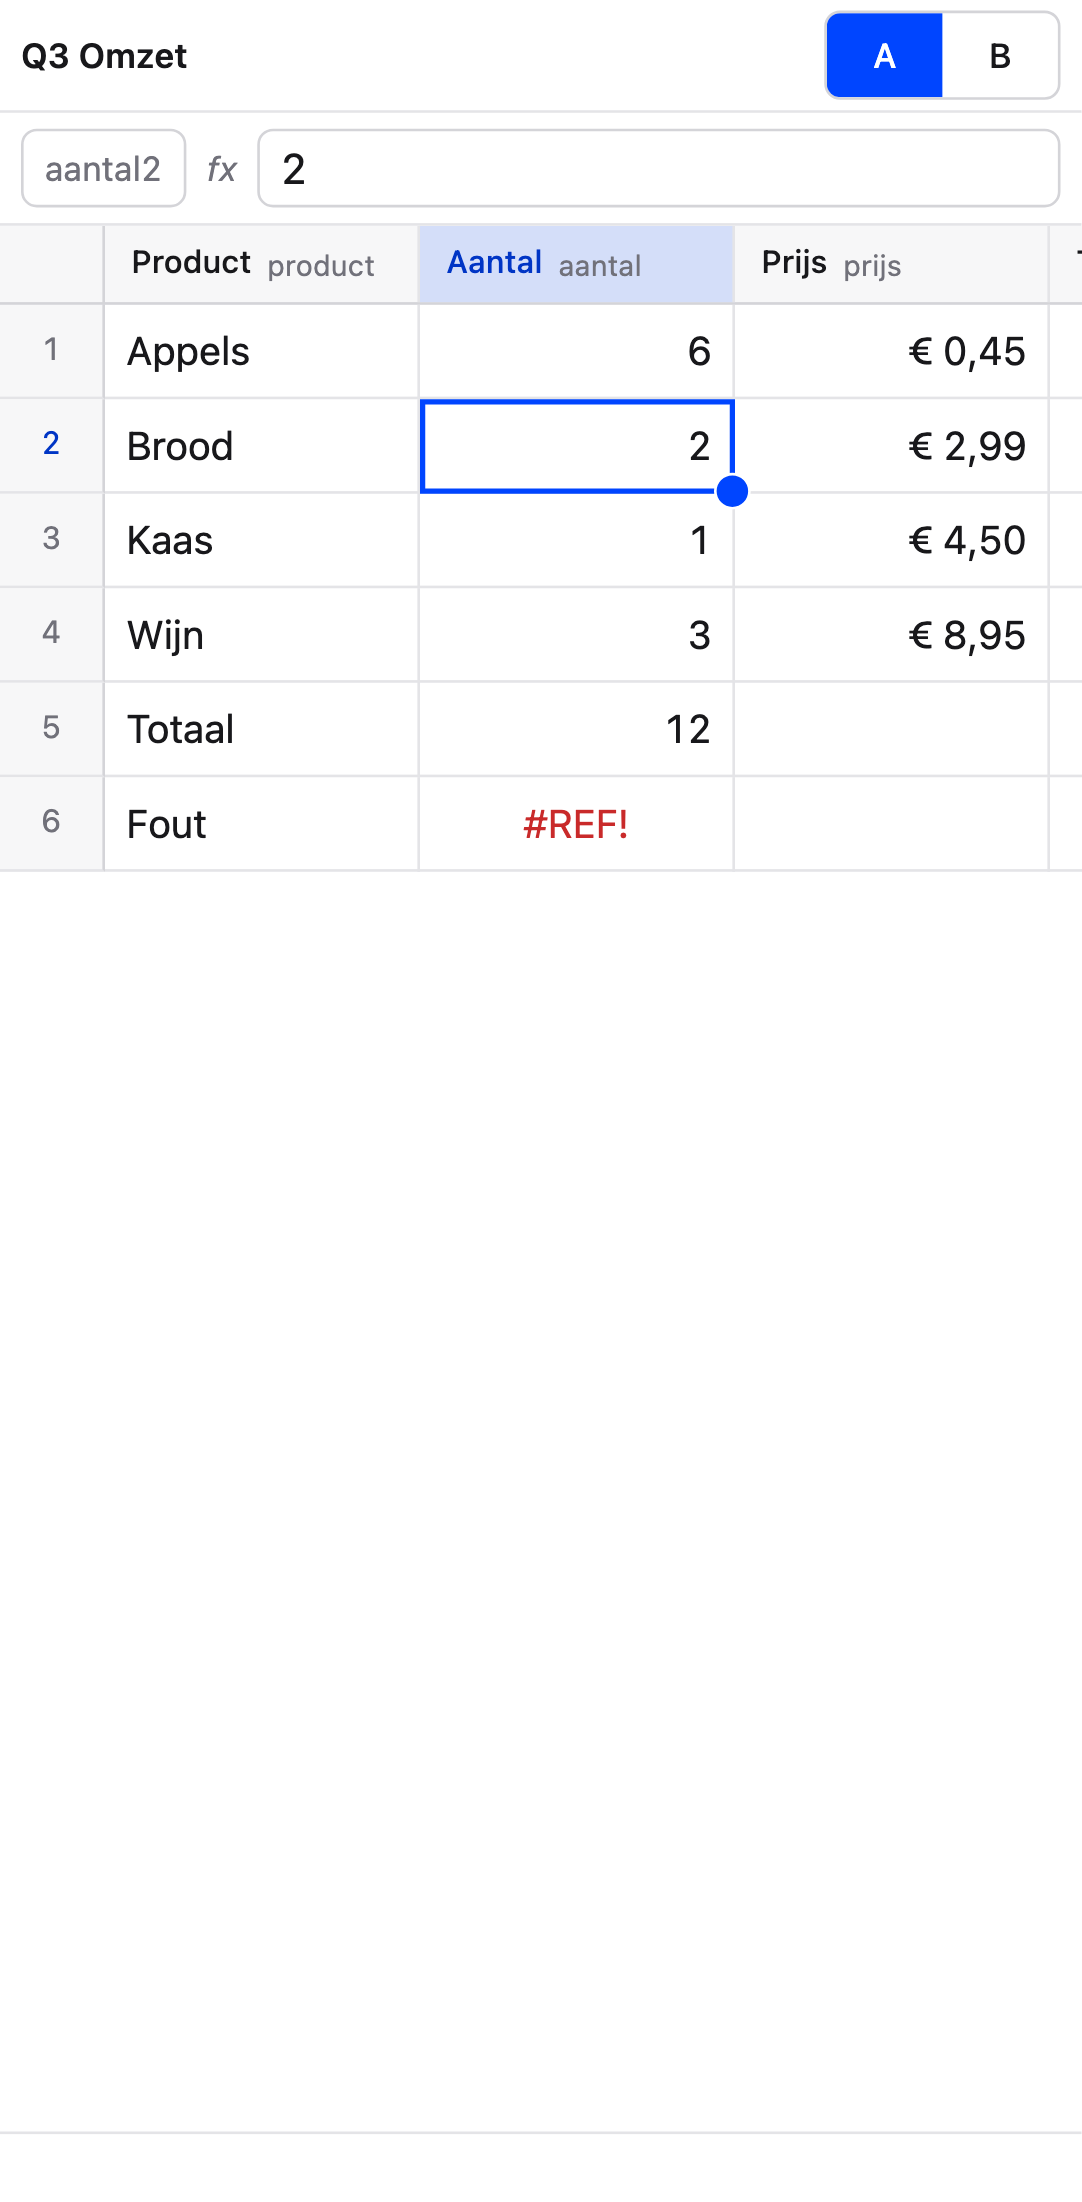 Q3 Omzet A B
aantal2 fx 2
Product product Aantal aantal Prijs prijs
1 Appels 6 € 0,45
2 Brood 2 € 2,99
3 Kaas 1 € 4,50
4 Wijn 3 € 8,95
5 Totaal 12
6 Fout #REF!